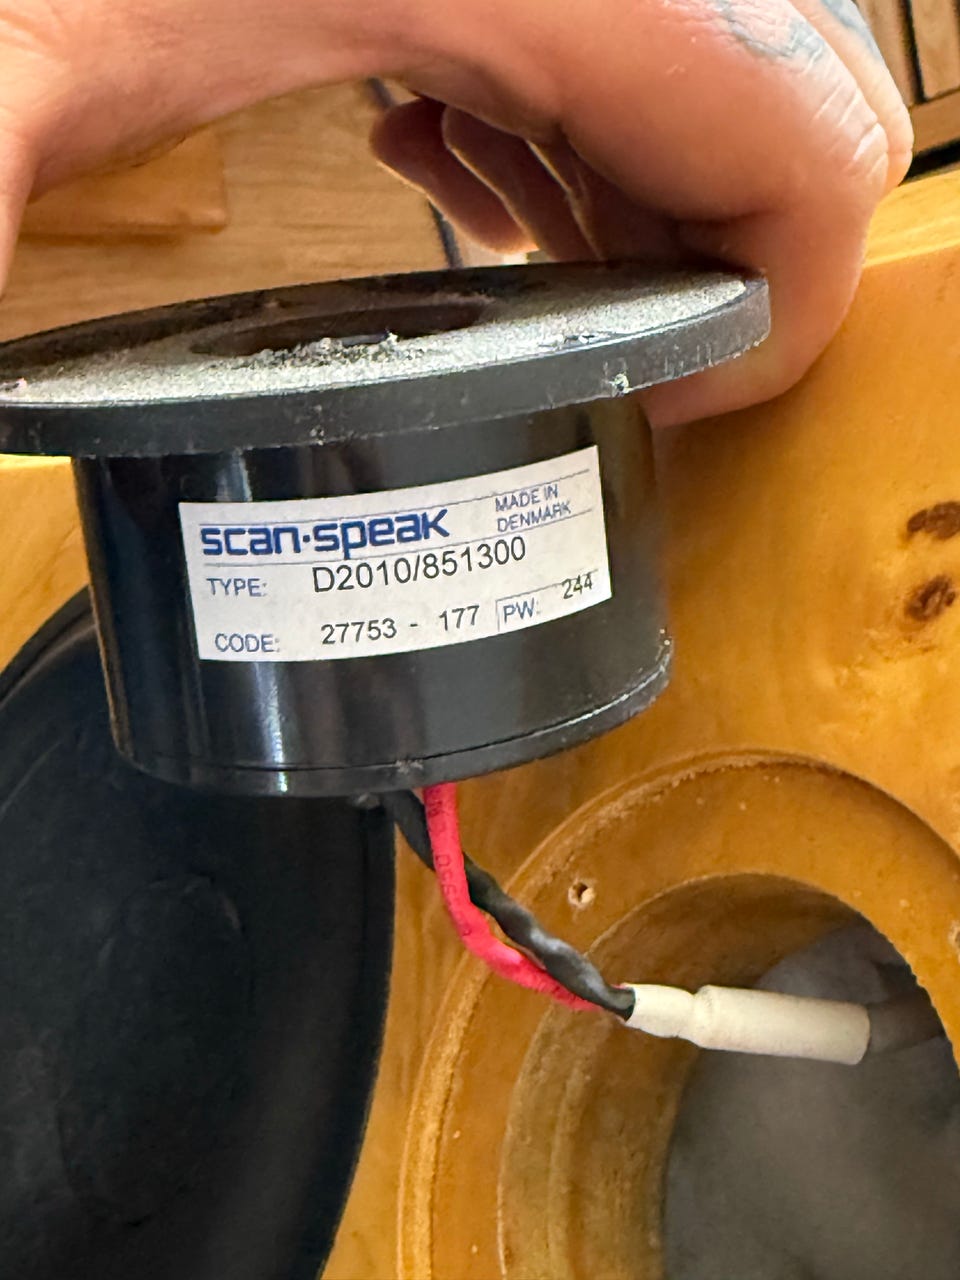 scan-speak MADE IN
DENMARK
TYPE: D2010/851300
CODE: 27753 - 177 PW: 244